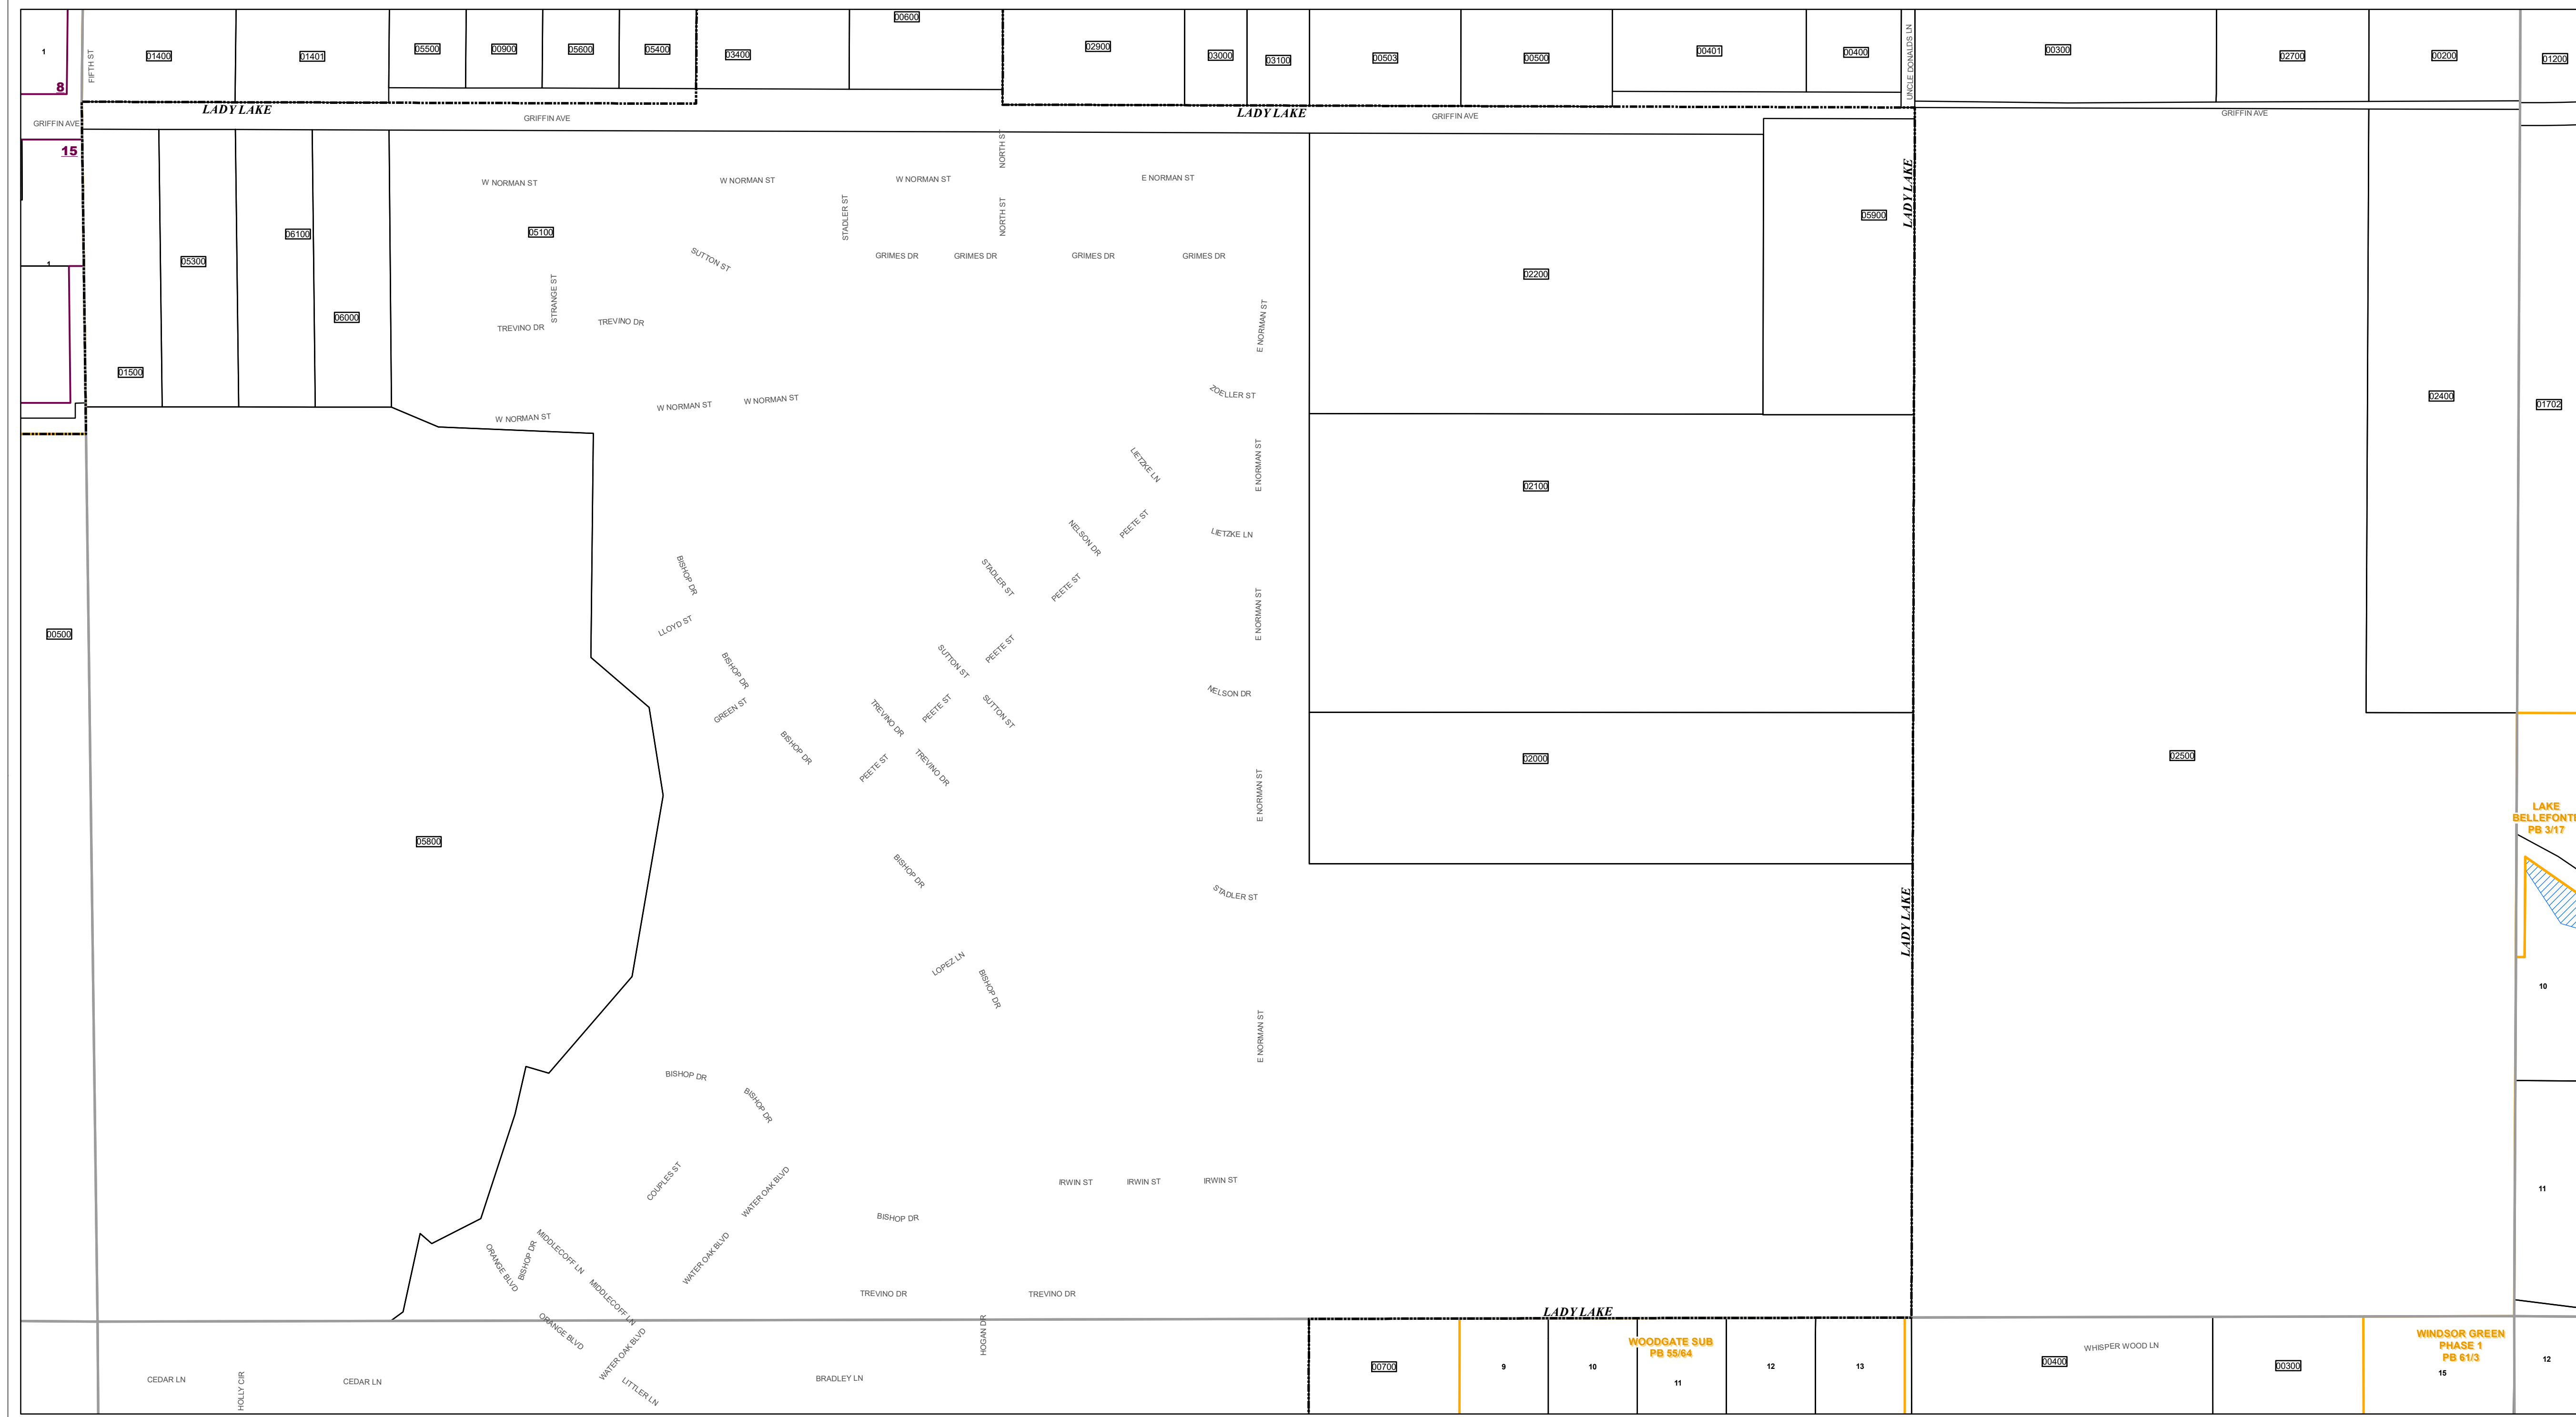 1
8
FIFTH ST
01400
01401
05500
00900
05600
05400
03400
00600
02900
03000
03100
00503
00500
00401
00400
UNCLE DONALDS LN
00300
02700
00200
01200
GRIFFIN AVE
LADY LAKE
GRIFFIN AVE
LADY LAKE
GRIFFIN AVE
GRIFFIN AVE
15
1
01500
05300
06100
06000
05100
W NORMAN ST
W NORMAN ST
W NORMAN ST
E NORMAN ST
NORTH ST
NORTH ST
STADLER ST
SUTTON ST
GRIMES DR
GRIMES DR
GRIMES DR
GRIMES DR
STRANGE ST
TREVINO DR
TREVINO DR
E NORMAN ST
02200
05900
LADY LAKE
ZOELLER ST
W NORMAN ST
W NORMAN ST
W NORMAN ST
02400
01702
LIETZKE LN
E NORMAN ST
02100
NELSON DR
PEETE ST
LIETZKE LN
BISHOP DR
STADLER ST
PEETE ST
E NORMAN ST
00500
LLOYD ST
BISHOP DR
SUTTON ST
PEETE ST
NELSON DR
GREEN ST
TREVINO DR
PEETE ST
SUTTON ST
BISHOP DR
PEETE ST
TREVINO DR
E NORMAN ST
02000
02500
05800
LAKE
BELLEFONTE
PB 3/17
BISHOP DR
STADLER ST
LADY LAKE
LOPEZ LN
BISHOP DR
10
E NORMAN ST
BISHOP DR
BISHOP DR
COUPLES ST
WATER OAK BLVD
IRWIN ST
IRWIN ST
IRWIN ST
11
BISHOP DR
ORANGE BLVD
BISHOP DR
MIDDLECOFF LN
WATER OAK BLVD
MIDDLECOFF LN
TREVINO DR
TREVINO DR
LADY LAKE
ORANGE BLVD
WATER OAK BLVD
HOGAN DR
CEDAR LN
HOLLY CIR
CEDAR LN
LITTLER LN
BRADLEY LN
00700
9
10
WOODGATE SUB
PB 55/64
11
12
13
00400
WHISPER WOOD LN
00300
WINDSOR GREEN
PHASE 1
PB 61/3
15
12